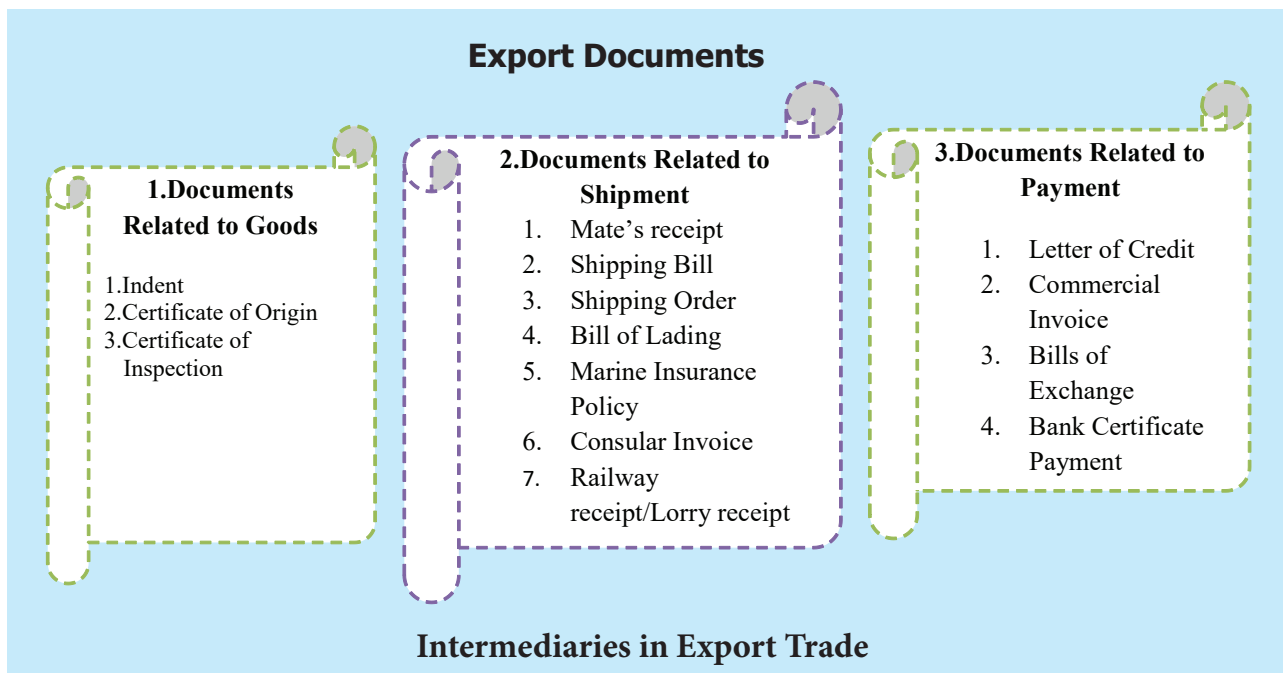 Export Documents
1.Documents
Related to Goods
1.Indent
2.Certificate of Origin
3.Certificate of
Inspection
2.Documents Related to
Shipment
1. Mate’s receipt
2. Shipping Bill
3. Shipping Order
4. Bill of Lading
5. Marine Insurance
Policy
6. Consular Invoice
7. Railway
receipt/Lorry receipt
3.Documents Related to
Payment
1. Letter of Credit
2. Commercial
Invoice
3. Bills of
Exchange
4. Bank Certificate
Payment
Intermediaries in Export Trade